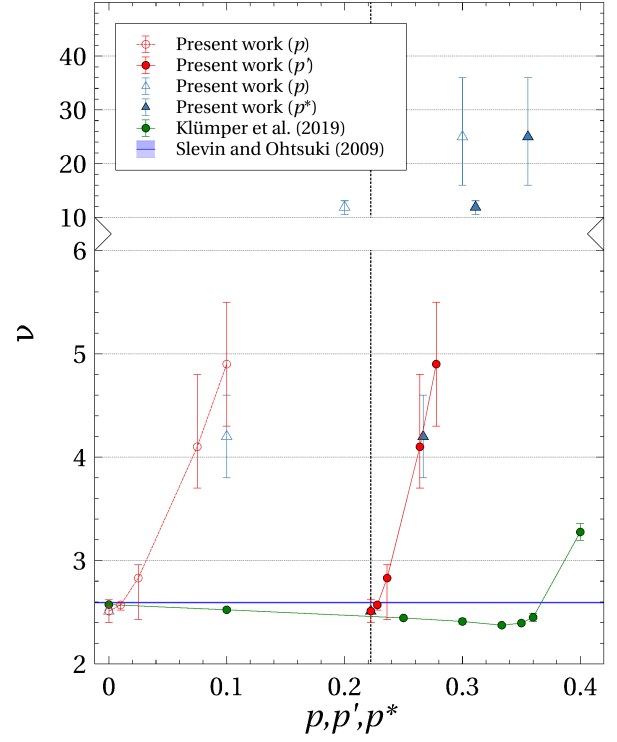 40
30
20
10
6
5
4
3
2
ν
Present work (p)
Present work (p')
Present work (p)
Present work (p*)
Klümper et al. (2019)
Slevin and Ohtsuki (2009)
0
0.1
0.2
0.3
0.4
p,p',p*